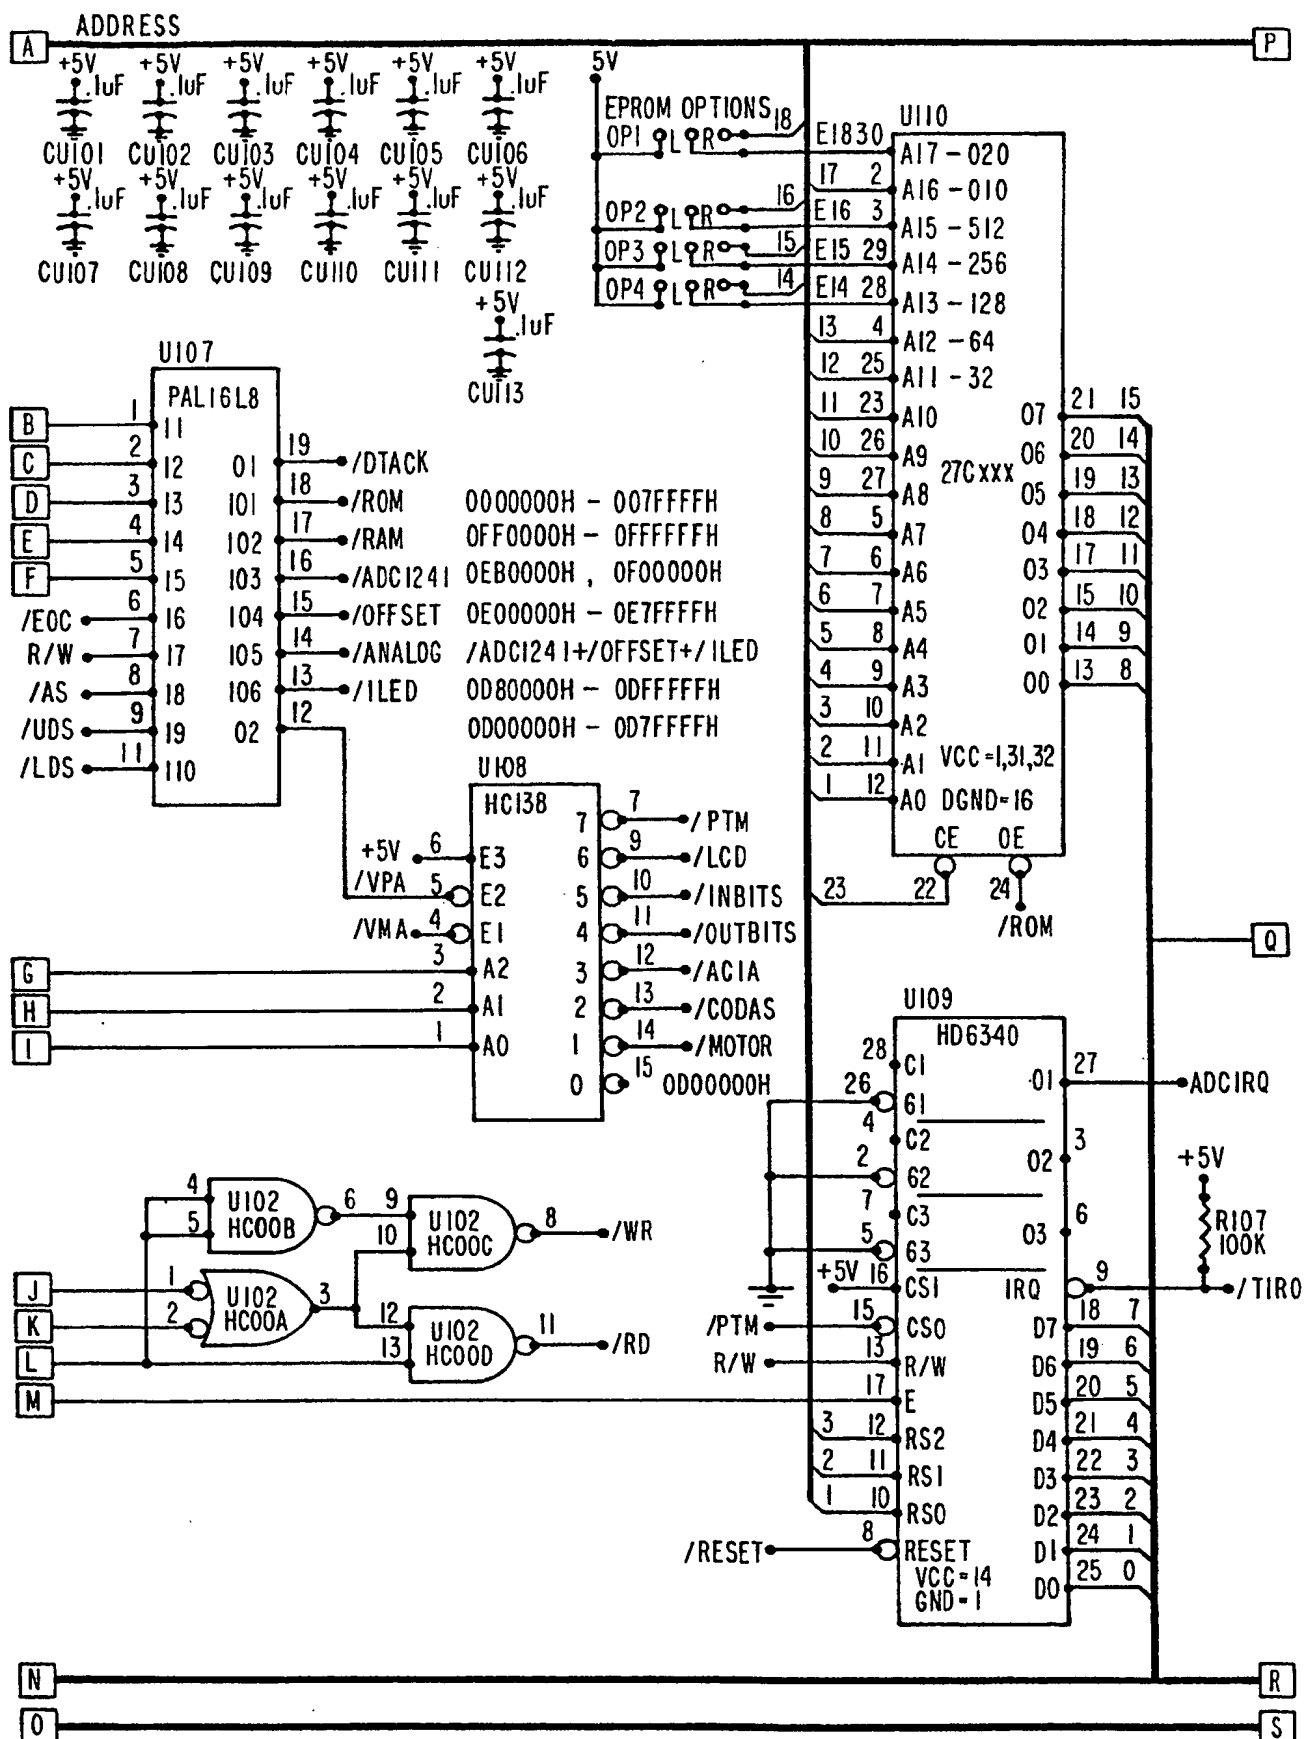 ADDRESS
A P
+5V +5V +5V +5V +5V +5V 5V
.1uF .1uF .1uF .1uF .1uF .1uF
CU101 CU102 CU103 CU104 CU105 CU106
+5V +5V +5V +5V +5V +5V
.1uF .1uF .1uF .1uF .1uF .1uF
CU107 CU108 CU109 CU110 CU111 CU112
+5V
.1uF
CU113
EPROM OPTIONS
OP1 L R 18 E18 30
17 2
OP2 L R 16 E16 3
OP3 L R 15 E15 29
OP4 L R 14 E14 28
U110
A17-020
A16-010
A15-512
A14-256
A13-128
13 4 A12-64
12 25 A11-32
11 23 A10 O7 21 15
10 26 A9 O6 20 14
27CXXX
9 27 A8 O5 19 13
8 5 A7 O4 18 12
7 6 A6 O3 17 11
6 7 A5 O2 15 10
5 8 A4 O1 14 9
4 9 A3 O0 13 8
3 10 A2
2 11 A1 VCC=1,31,32
1 12 A0 DGND=16
CE OE
23 22 24
/ROM
Q
U107
PAL16L8
B 1 I1
C 2 I2 O1 19 /DTACK
D 3 I3 IO1 18 /ROM 0000000H - 007FFFFH
E 4 I4 IO2 17 /RAM 0FF0000H - 0FFFFFFH
F 5 I5 IO3 16 /ADC1241 0EB0000H , 0F00000H
/EOC 6 I6 IO4 15 /OFFSET 0E00000H - 0E7FFFFH
R/W 7 I7 IO5 14 /ANALOG /ADC1241+/OFFSET+/ILED
/AS 8 I8 IO6 13 /ILED 0D80000H - 0DFFFFFH
/UDS 9 I9 O2 12 0D00000H - 0D7FFFFH
/LDS 11 I10
U108
HC138
7 7 /PTM
+5V 6 E3 6 9 /LCD
/VPA 5 E2 5 10 /INBITS
/VMA 4 E1 4 11 /OUTBITS
G 3 A2 3 12 /ACIA
H 2 A1 2 13 /CODAS
I 1 A0 1 14 /MOTOR
0 15 0D00000H
U109
HD6340
28 C1 O1 27 ADCIRQ
26 G1
4 C2 O2 3
2 G2
7 C3 O3 6
5 G3
+5V
R107
100K
+5V 16 CS1 IRQ 9 /TIRQ
/PTM 15 CS0 D7 18 7
R/W 13 R/W D6 19 6
17 E D5 20 5
3 12 RS2 D4 21 4
2 11 RS1 D3 22 3
1 10 RS0 D2 23 2
/RESET 8 RESET D1 24 1
VCC=14 D0 25 0
GND=1
4 5 U102 HC00B 6
9 10 U102 HC00C 8 /WR
J 1
K 2 U102 HC00A 3
12 13 U102 HC00D 11 /RD
L
M
N R
O S